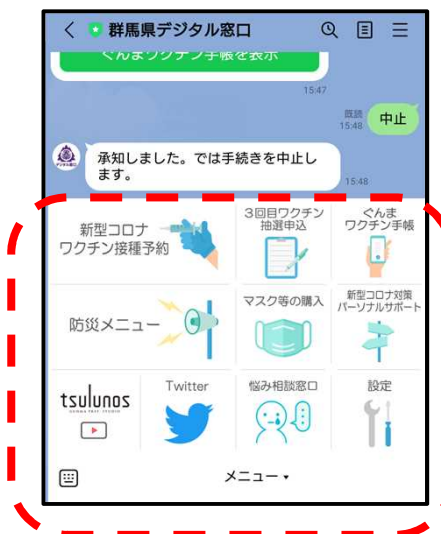 群馬県デジタル窓口
ぐんまワクチン手帳を表示
15:47
既読
15:48
中止
承知しました。では手続きを中止し
ます。
15:48
新型コロナ
ワクチン接種予約
3回目ワクチン
抽選申込
ぐんま
ワクチン手帳
防災メニュー
マスク等の購入
新型コロナ対策
パーソナルサポート
tsulunos
Twitter
悩み相談窓口
設定
メニュー